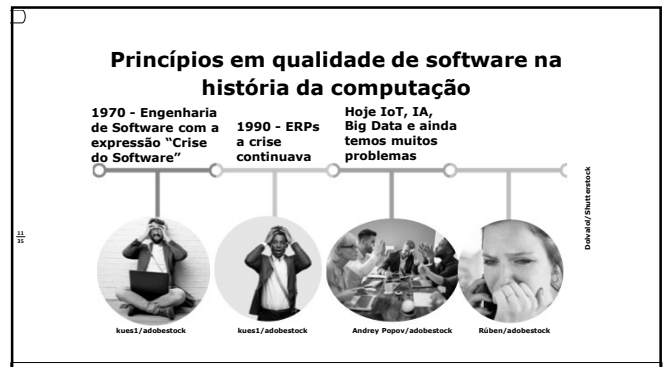 Princípios em qualidade de software na
história da computação
1970 - Engenharia
de Software com a
expressão “Crise
do Software”
1990 - ERPs
a crise
continuava
Hoje IoT, IA,
Big Data e ainda
temos muitos
problemas
Dolvalol/Shutterstock
11
35
kues1/adobestock
kues1/adobestock
Andrey Popov/adobestock
Rúben/adobestock